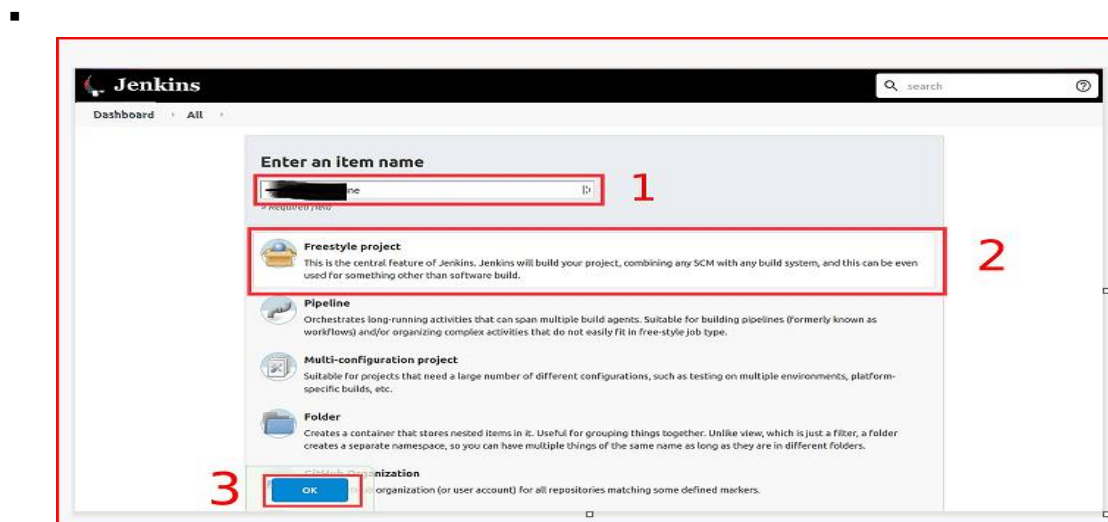 Jenkins
search
Dashboard All
Enter an item name
ne
1
Required field
Freestyle project
This is the central feature of Jenkins. Jenkins will build your project, combining any SCM with any build system, and this can be even
used for something other than software build.
2
Pipeline
Orchestrates long-running activities that can span multiple build agents. Suitable for building pipelines (formerly known as
workflows) and/or organizing complex activities that do not easily fit in free-style job type.
Multi-configuration project
Suitable for projects that need a large number of different configurations, such as testing on multiple environments, platform-
specific builds, etc.
Folder
Creates a container that stores nested items in it. Useful for grouping things together. Unlike view, which is just a filter, a folder
creates a separate namespace, so you can have multiple things of the same name as long as they are in different folders.
GitHub Organization
3
OK
organization (or user account) for all repositories matching some defined markers.